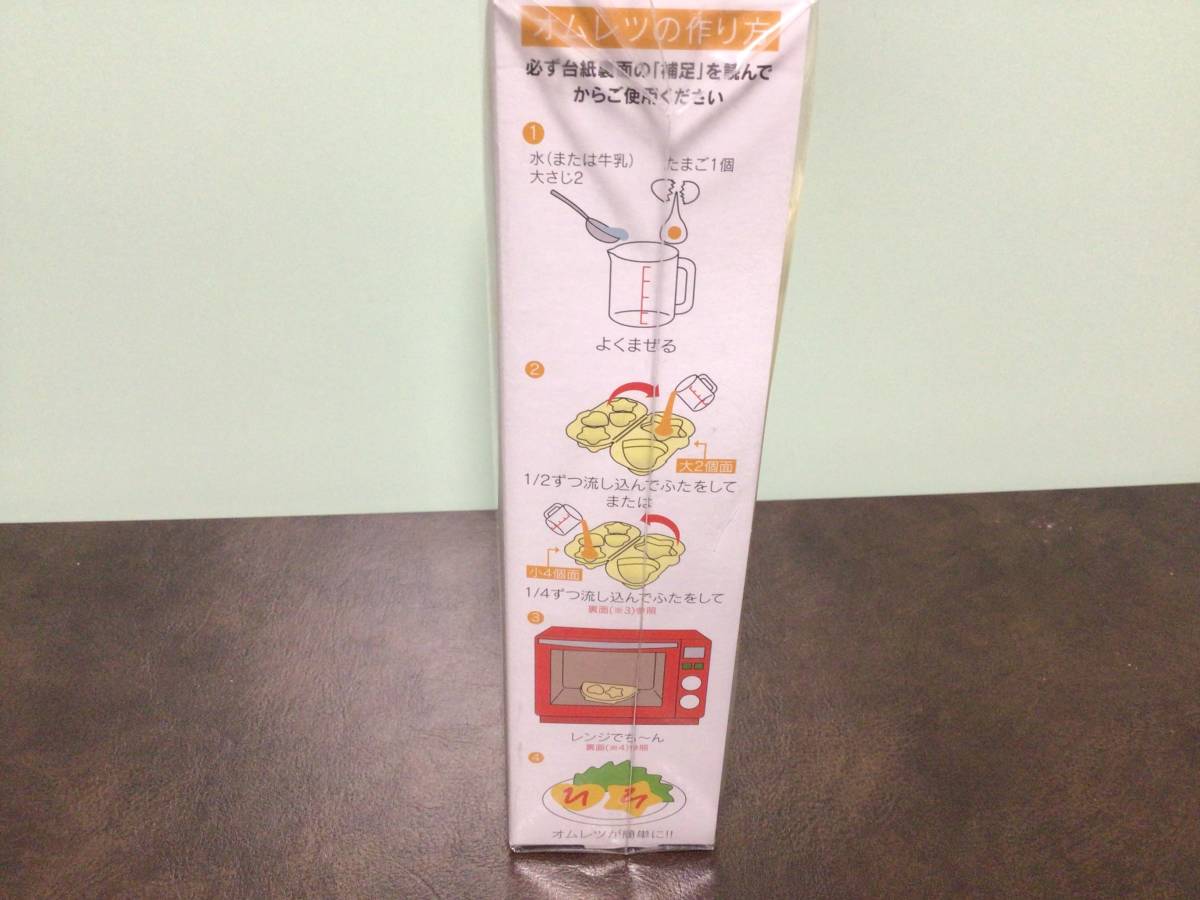 オムレツの作り方
必ず台紙裏面の「補足」を読んで
からご使用ください
1
水(または牛乳)
大さじ2
たまご1個
よくまぜる
2
大2個面
1/2ずつ流し込んでふたをして
または
小4個面
1/4ずつ流し込んでふたをして
裏面(※3)参照
3
レンジでち～ん
裏面(※4)参照
4
オムレツが簡単に!!